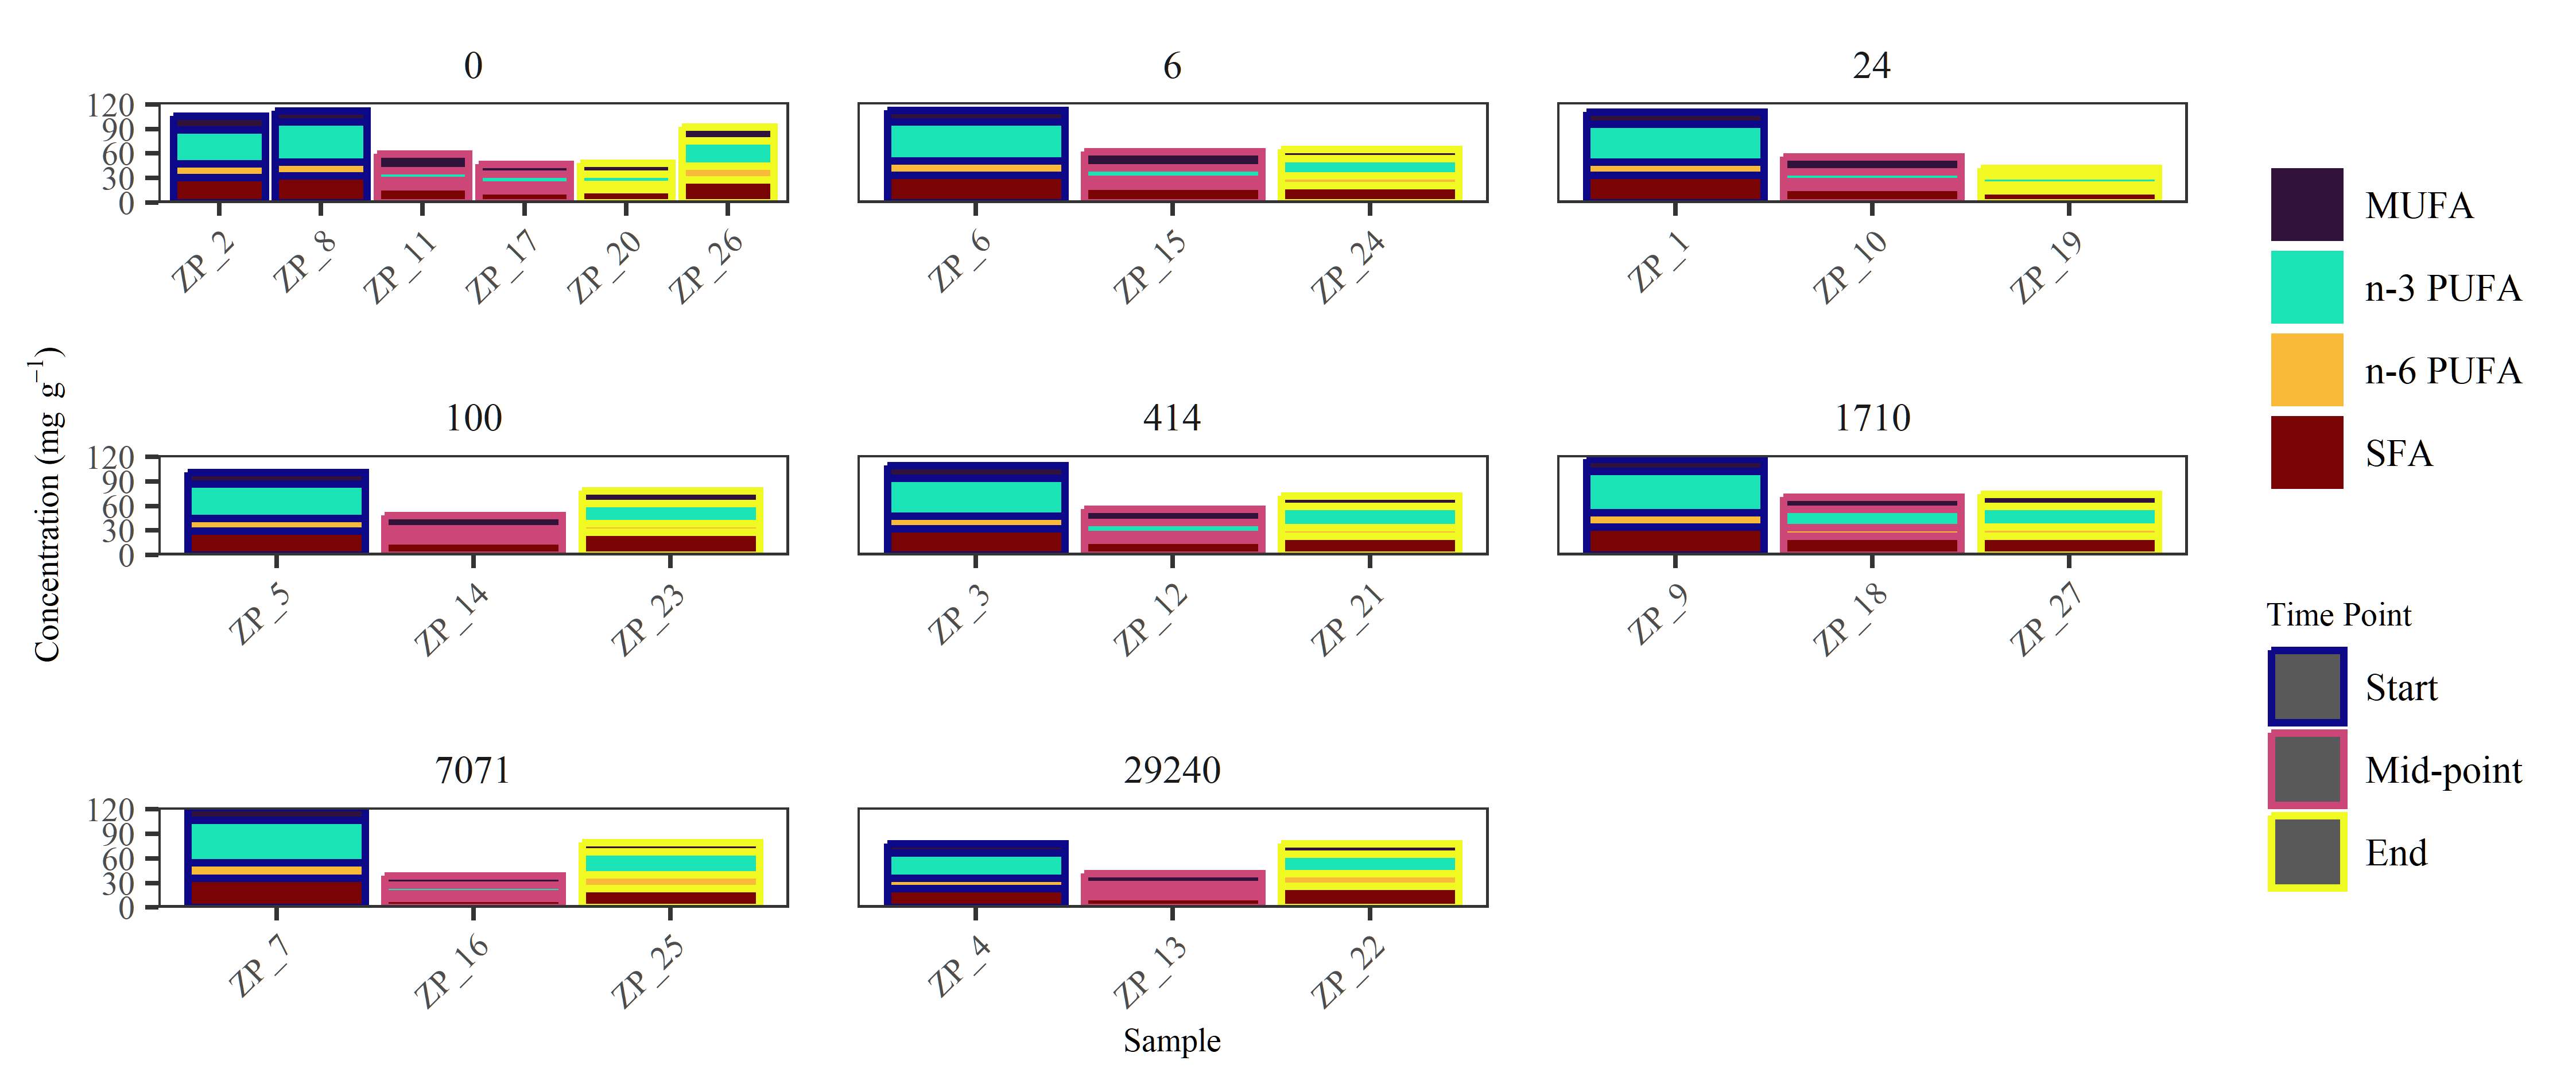 0
6
24
120
90
60
30
0
ZP_2
ZP_8
ZP_11
ZP_17
ZP_20
ZP_26
ZP_6
ZP_15
ZP_24
ZP_1
ZP_10
ZP_19
MUFA
n-3 PUFA
n-6 PUFA
SFA
Concentration (mg g⁻¹)
100
414
1710
120
90
60
30
0
ZP_5
ZP_14
ZP_23
ZP_3
ZP_12
ZP_21
ZP_9
ZP_18
ZP_27
Time Point
Start
Mid-point
End
7071
29240
120
90
60
30
0
ZP_7
ZP_16
ZP_25
ZP_4
ZP_13
ZP_22
Sample